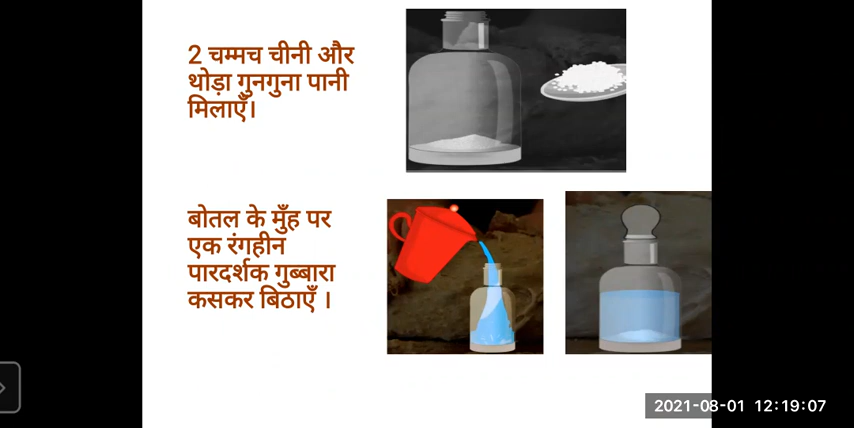 2 चम्मच चीनी और
थोड़ा गुनगुना पानी
मिलाएँ।
बोतल के मुँह पर
एक रंगहीन
पारदर्शक गुब्बारा
कसकर बिठाएँ ।
2021-08-01 12:19:07